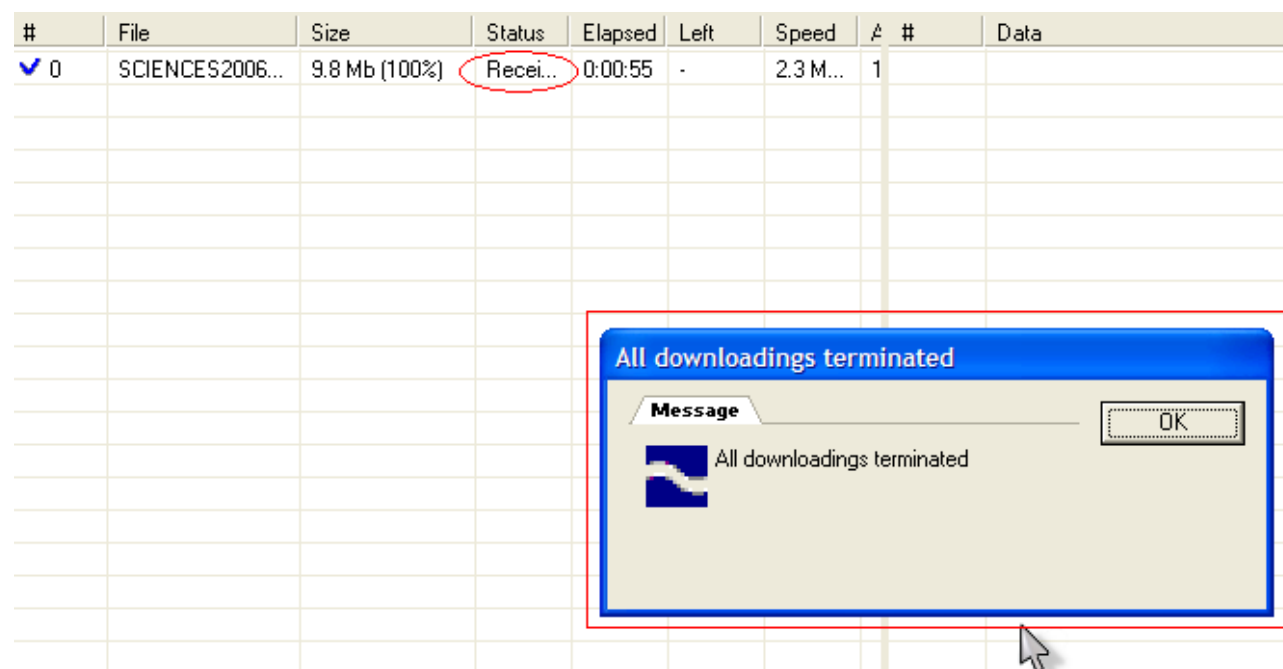 # File Size Status Elapsed Left Speed # Data
0 SCIENCES2006... 9.8 Mb (100%) Recei... 0:00:55 - 2.3 M... 1
All downloadings terminated
Message
OK
All downloadings terminated